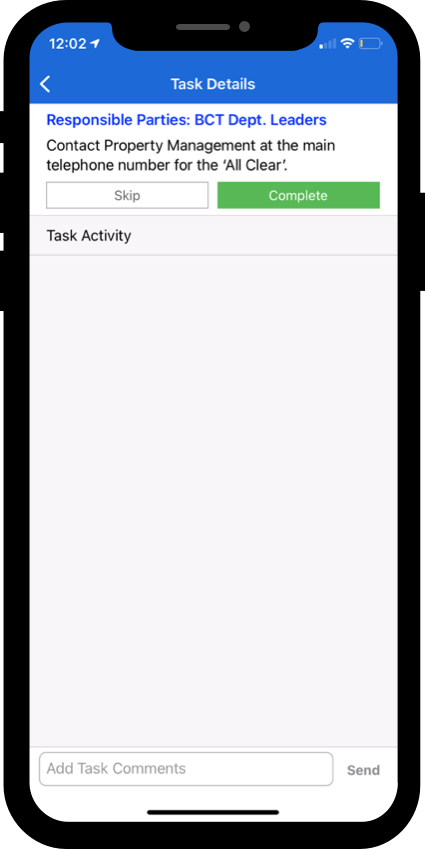 12:02
Task Details
Responsible Parties: BCT Dept. Leaders
Contact Property Management at the main
telephone number for the ‘All Clear’.
Skip
Complete
Task Activity
Add Task Comments
Send